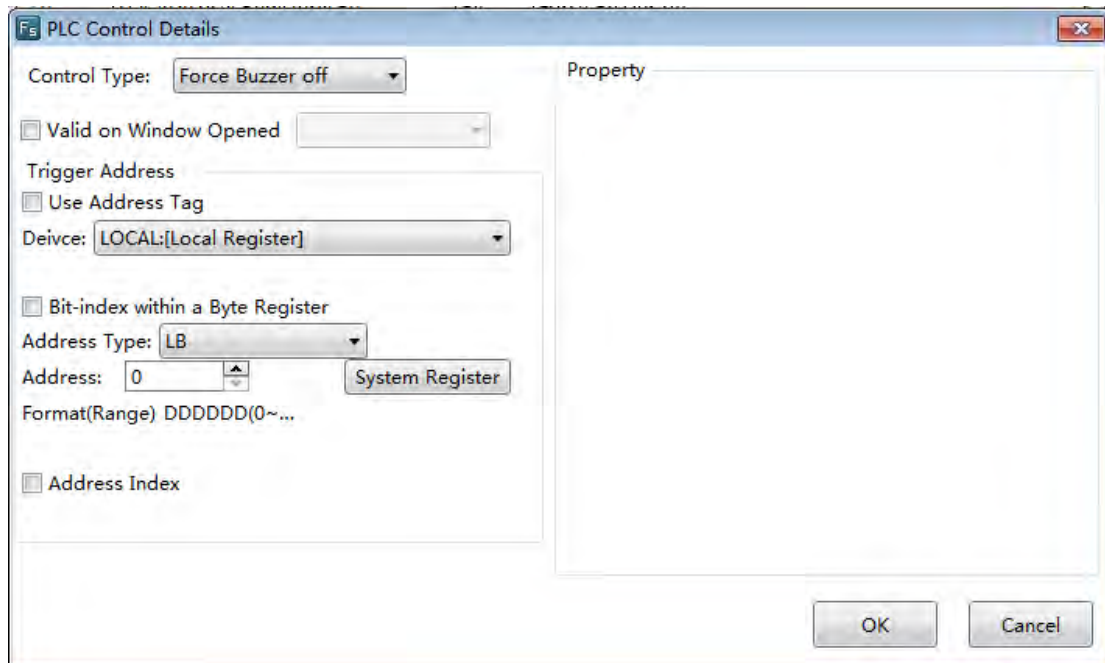 Fs PLC Control Details
Control Type: Force Buzzer off
Property
Valid on Window Opened
Trigger Address
Use Address Tag
Deivce: LOCAL:[Local Register]
Bit-index within a Byte Register
Address Type: LB
Address: 0 System Register
Format(Range) DDDDDD(0~...
Address Index
OK Cancel